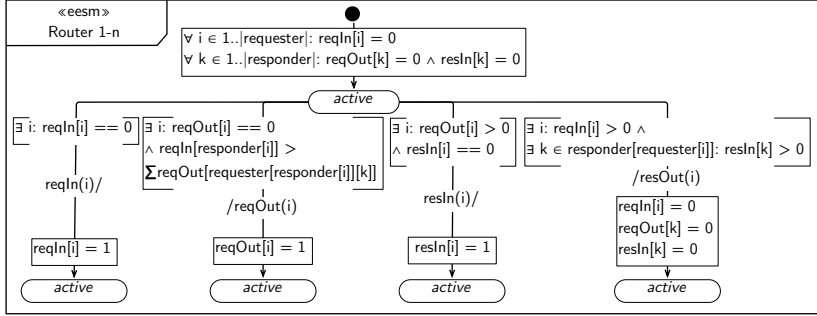 «eesm»
Router 1-n
∀ i ∈ 1..|requester|: reqIn[i] = 0
∀ k ∈ 1..|responder|: reqOut[k] = 0 ∧ resIn[k] = 0
active
∃ i: reqIn[i] == 0
reqIn(i)/
reqIn[i] = 1
active
∃ i: reqOut[i] == 0
∧ reqIn[responder[i]] >
∑reqOut[requester[responder[i]][k]]
/reqOut(i)
reqOut[i] = 1
active
∃ i: reqOut[i] > 0
∧ resIn[i] == 0
resIn(i)/
resIn[i] = 1
active
∃ i: reqIn[i] > 0 ∧
∃ k ∈ responder[requester[i]]: resIn[k] > 0
/resOut(i)
reqIn[i] = 0
reqOut[k] = 0
resIn[k] = 0
active